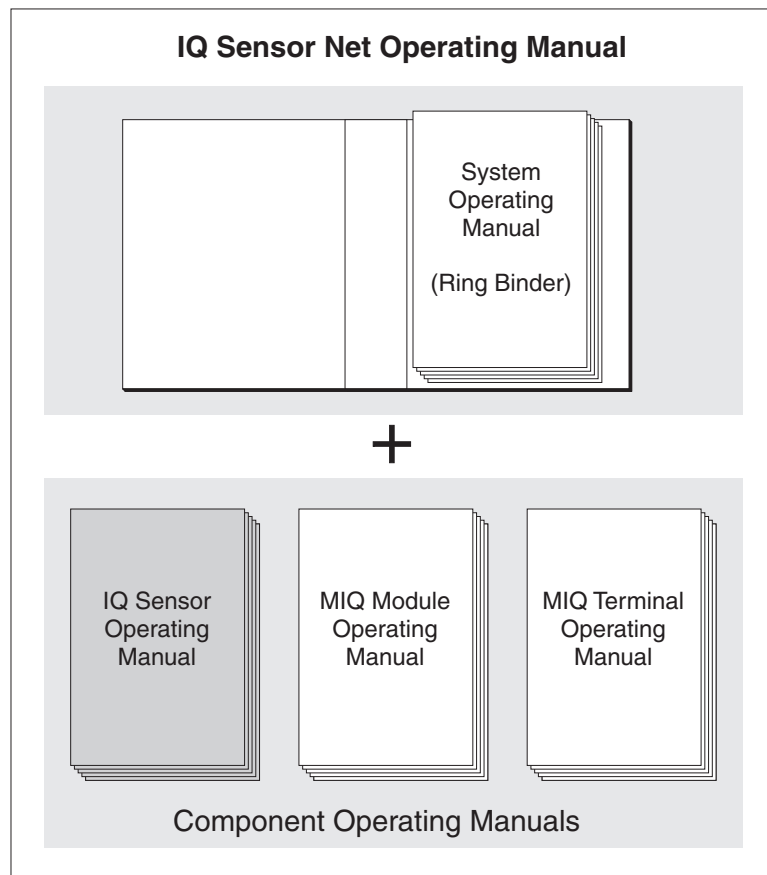 IQ Sensor Net Operating Manual
System
Operating
Manual
(Ring Binder)
+
IQ Sensor
Operating
Manual
MIQ Module
Operating
Manual
MIQ Terminal
Operating
Manual
Component Operating Manuals